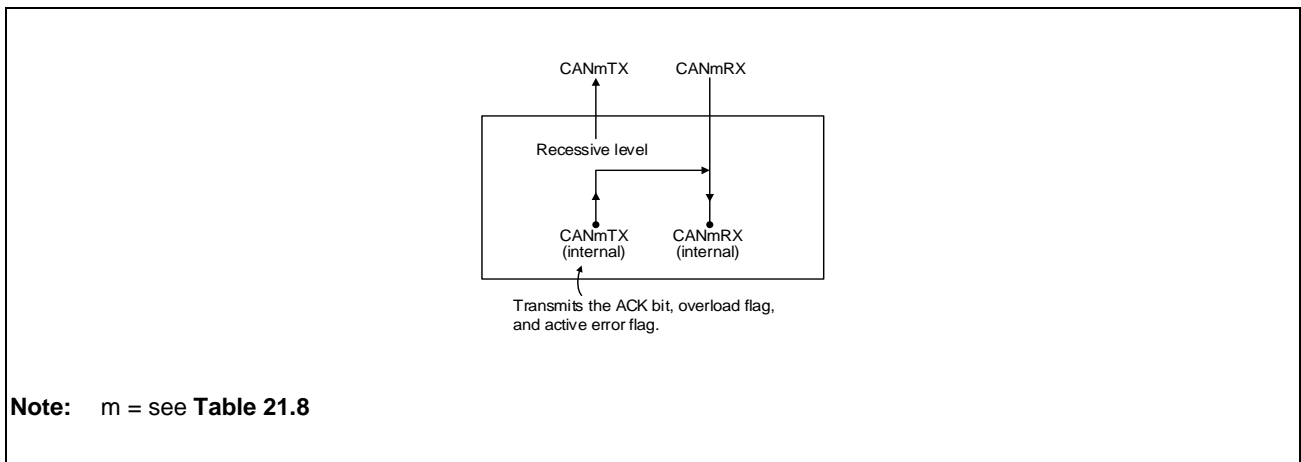 CANmTX CANmRX
Recessive level
CANmTX CANmRX
(internal) (internal)
Transmits the ACK bit, overload flag,
and active error flag.
Note: m = see Table 21.8